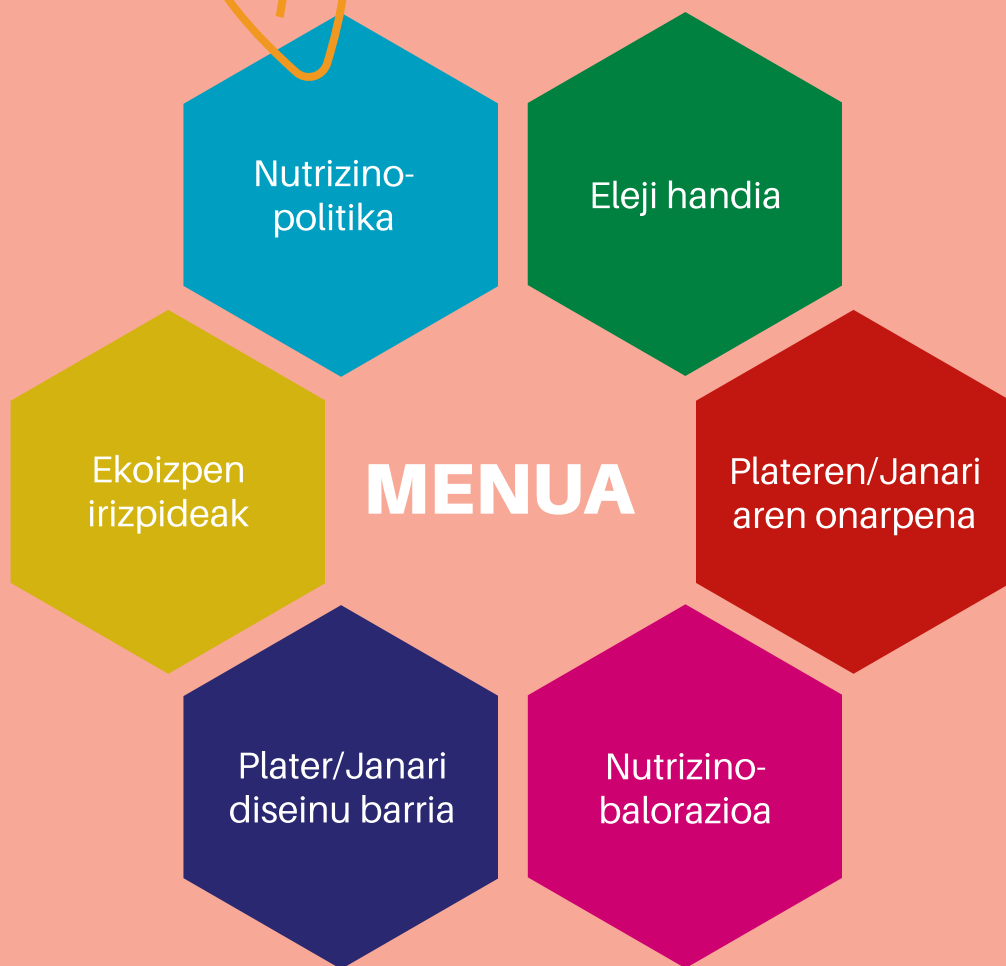 Nutrizino-
politika
Eleji handia
Ekoizpen
irizpideak
MENUA
Plateren/Janari
aren onarpena
Plater/Janari
diseinu barria
Nutrizino-
balorazioa